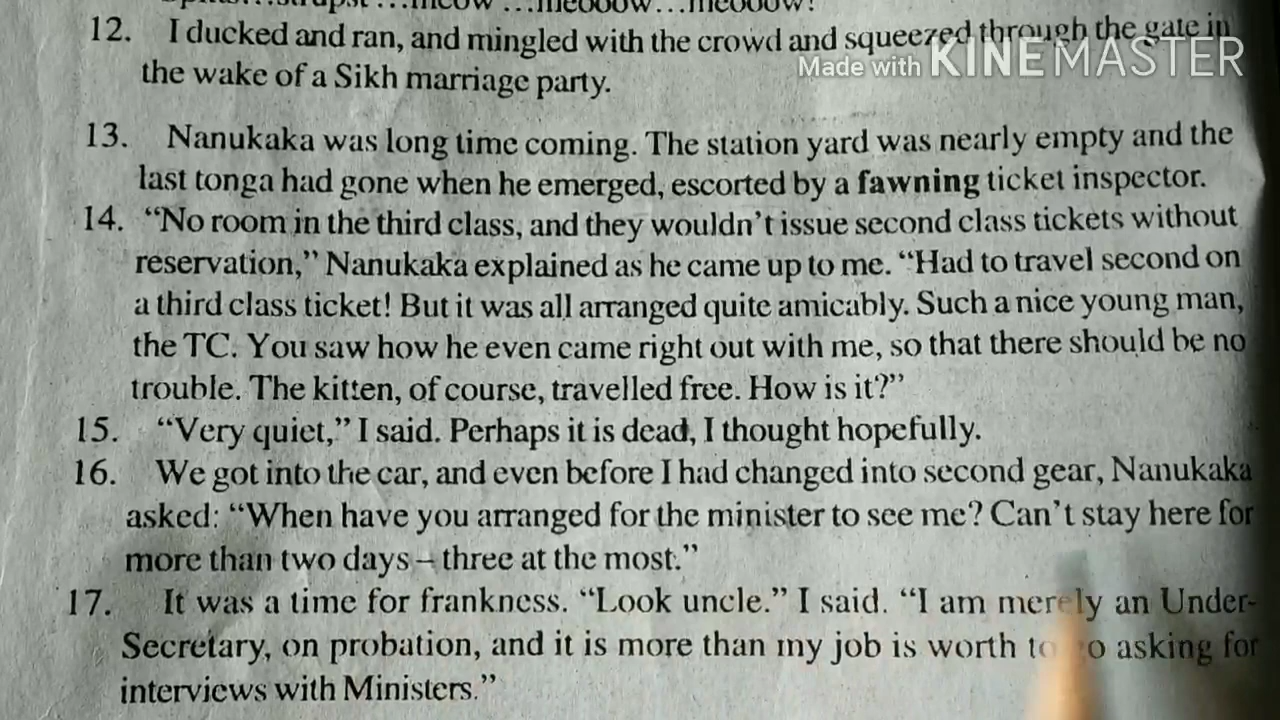 ...meow ...meooow...meooow!
12. I ducked and ran, and mingled with the crowd and squeezed through the gate in
the wake of a Sikh marriage party.
Made with KINEMASTER
13. Nanukaka was long time coming. The station yard was nearly empty and the
last tonga had gone when he emerged, escorted by a fawning ticket inspector.
14. “No room in the third class, and they wouldn’t issue second class tickets without
reservation,” Nanukaka explained as he came up to me. “Had to travel second on
a third class ticket! But it was all arranged quite amicably. Such a nice young man,
the TC. You saw how he even came right out with me, so that there should be no
trouble. The kitten, of course, travelled free. How is it?”
15. “Very quiet,” I said. Perhaps it is dead, I thought hopefully.
16. We got into the car, and even before I had changed into second gear, Nanukaka
asked: “When have you arranged for the minister to see me? Can’t stay here for
more than two days – three at the most.”
17. It was a time for frankness. “Look uncle.” I said. “I am merely an Under-
Secretary, on probation, and it is more than my job is worth to go asking for
interviews with Ministers.”